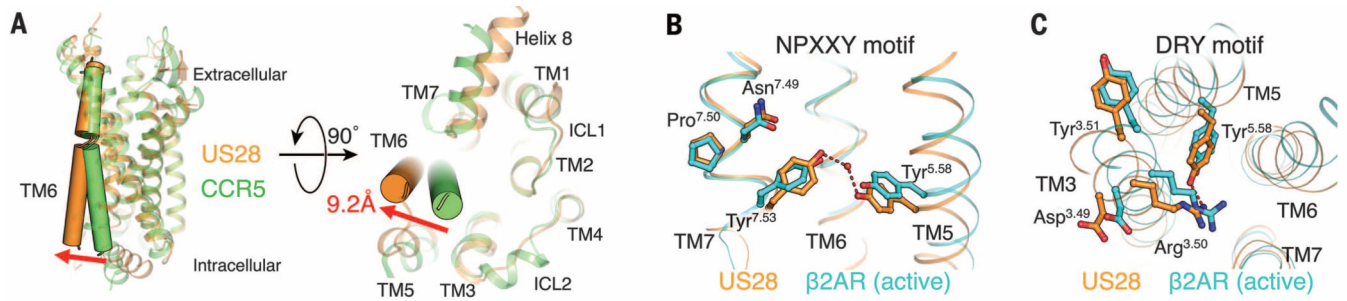 A
Extracellular
TM6
US28
CCR5
Intracellular
90°
Helix 8
TM7
TM1
TM6
ICL1
TM2
9.2Å
TM4
TM5
TM3
ICL2
B
NPXXY motif
Asn7.49
Pro7.50
Tyr5.58
Tyr7.53
TM7
TM6
TM5
US28
β2AR (active)
C
DRY motif
TM5
Tyr3.51
Tyr5.58
TM3
Asp3.49
TM6
Arg3.50
TM7
US28
β2AR (active)